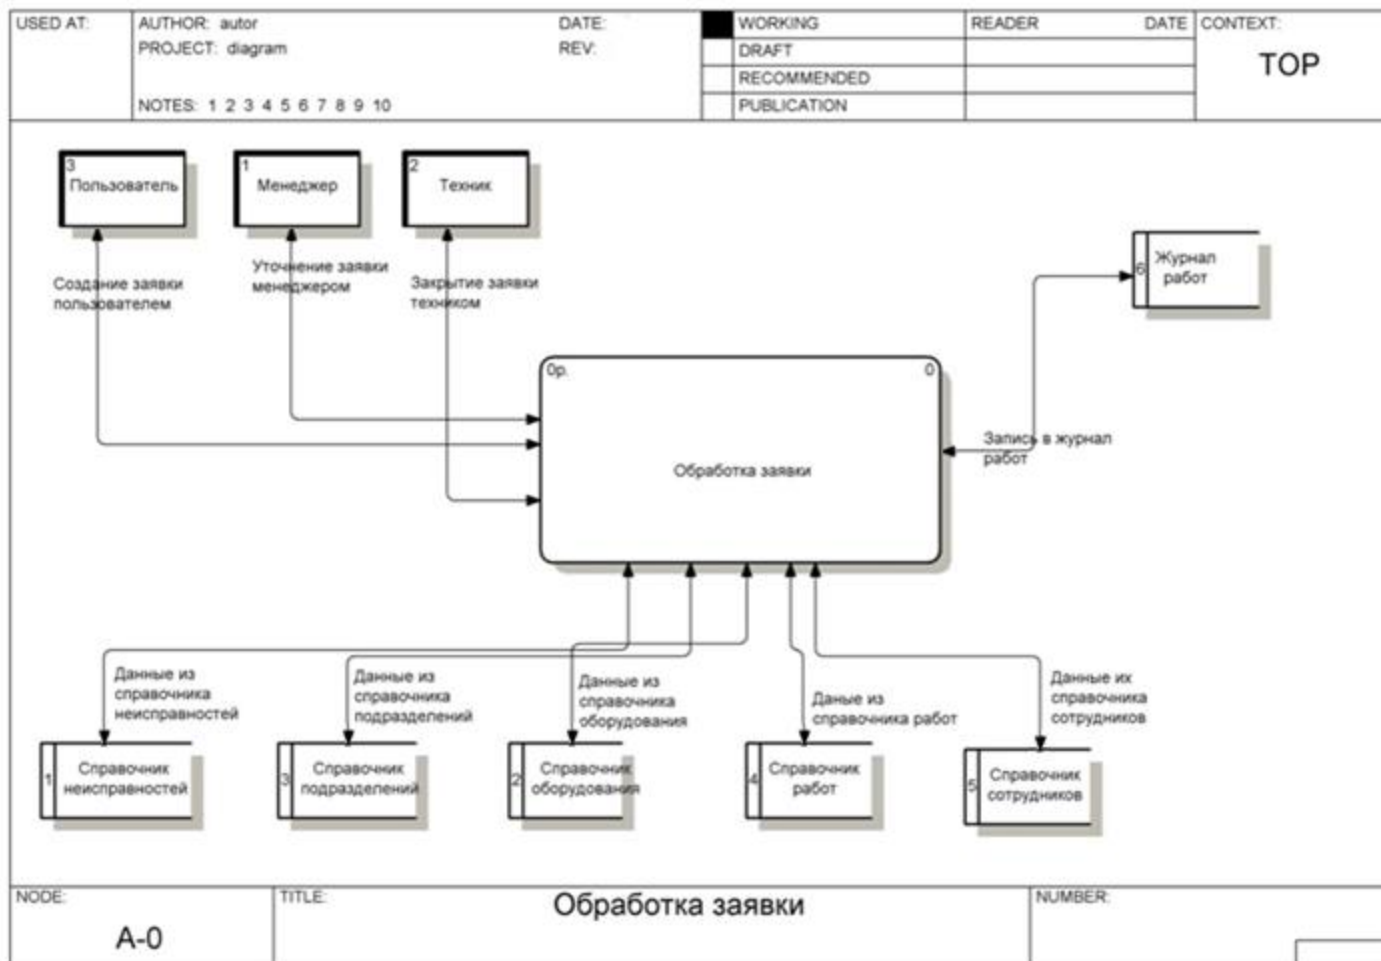 USED AT:
AUTHOR: autor
DATE:
WORKING
READER
DATE
CONTEXT:
PROJECT: diagram
REV:
DRAFT
TOP
RECOMMENDED
NOTES: 1 2 3 4 5 6 7 8 9 10
PUBLICATION
3
Пользователь
1
Менеджер
2
Техник
Создание заявки
пользователем
Уточнение заявки
менеджером
Закрытие заявки
техником
6
Журнал
работ
0р.
0
Обработка заявки
Запись в журнал
работ
Данные из
справочника
неисправностей
Данные из
справочника
подразделений
Данные из
справочника
оборудования
Даные из
справочника работ
Данные их
справочника
сотрудников
1
Справочник
неисправностей
3
Справочник
подразделений
2
Справочник
оборудования
4
Справочник
работ
5
Справочник
сотрудников
NODE:
A-0
TITLE:
Обработка заявки
NUMBER: